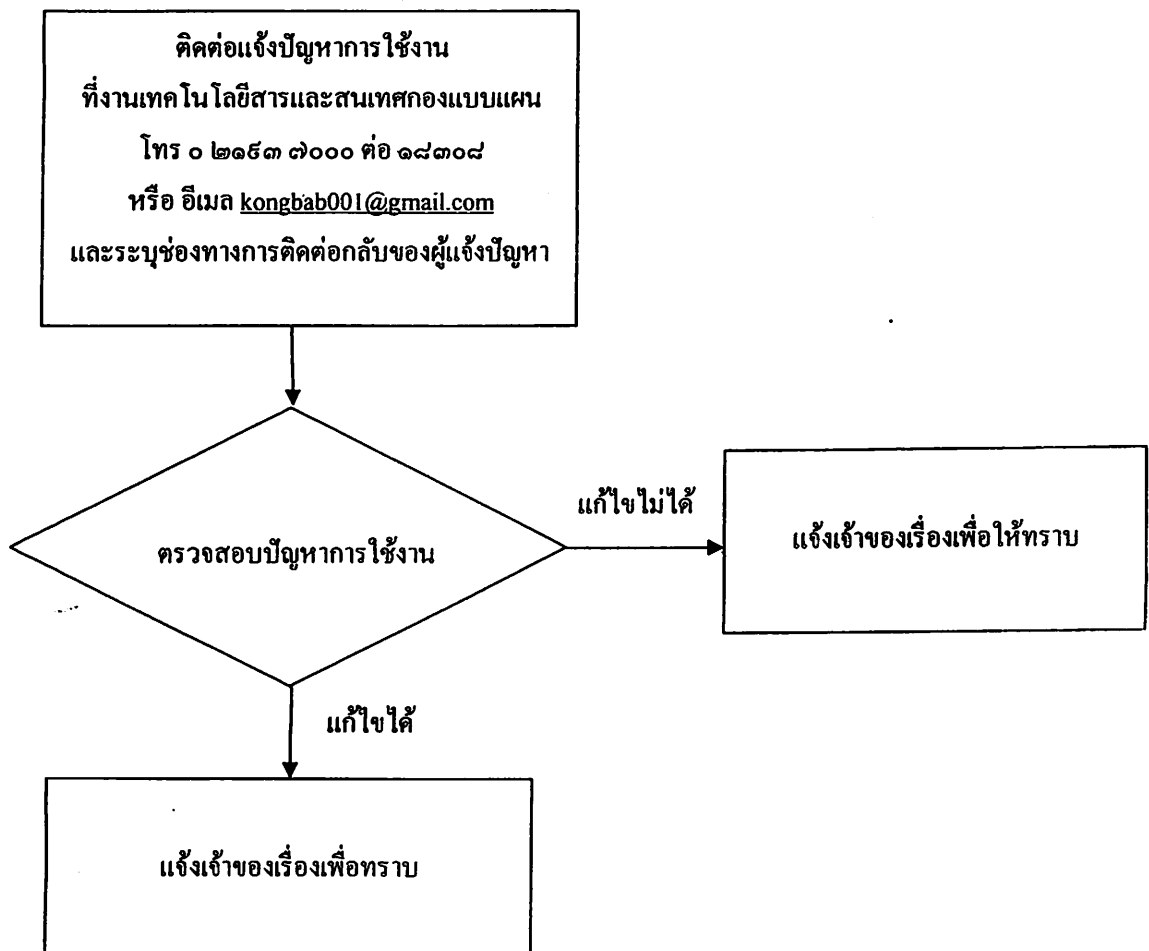 ติดต่อแจ้งปัญหาการใช้งาน
ที่งานเทคโนโลยีสารและสนเทศกองแบบแผน
โทร ๐ ๒๑๙๓ ๗๐๐๐ ต่อ ๑๘๓๐๘
หรือ อีเมล kongbab001@gmail.com
และระบุช่องทางการติดต่อกลับของผู้แจ้งปัญหา
แก้ไขไม่ได้
ตรวจสอบปัญหาการใช้งาน
แจ้งเจ้าของเรื่องเพื่อให้ทราบ
แก้ไขได้
แจ้งเจ้าของเรื่องเพื่อทราบ